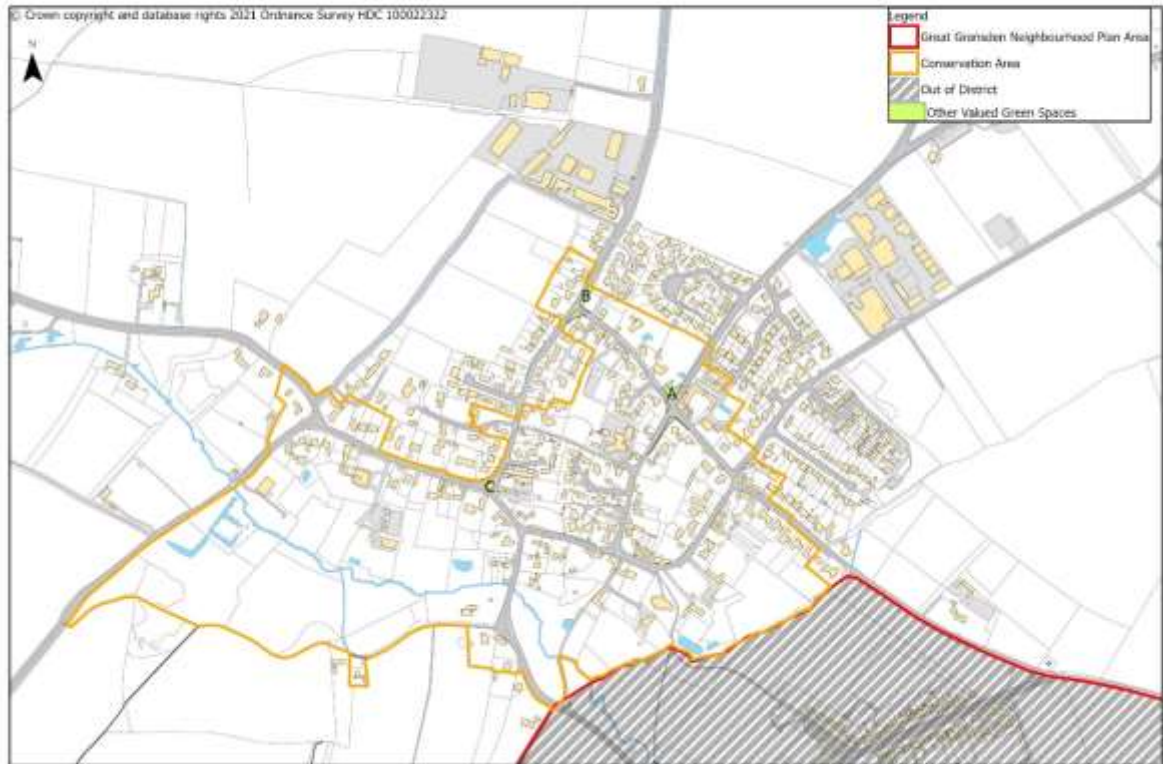 © Crown copyright and database rights 2021 Ordnance Survey HDC 100022322
N
Legend
Great Gransden Neighbourhood Plan Area
Conservation Area
Out of District
Other Valued Green Spaces
B
A
C